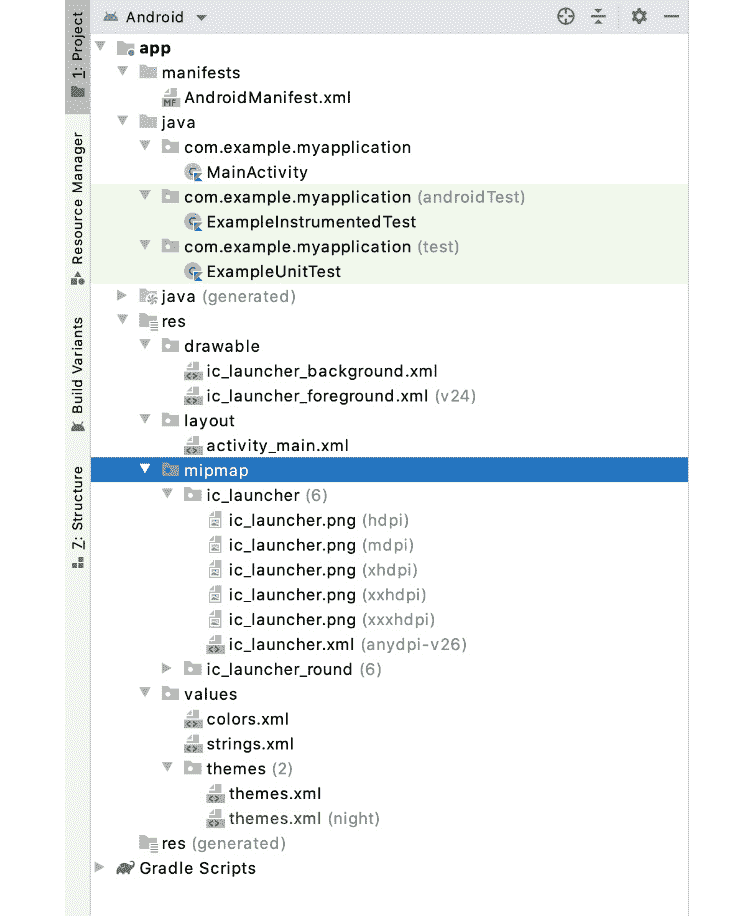 Android
1: Project
Resource Manager
Build Variants
7: Structure
app
manifests
AndroidManifest.xml
java
com.example.myapplication
MainActivity
com.example.myapplication (androidTest)
ExampleInstrumentedTest
com.example.myapplication (test)
ExampleUnitTest
java (generated)
res
drawable
ic_launcher_background.xml
ic_launcher_foreground.xml (v24)
layout
activity_main.xml
mipmap
ic_launcher (6)
ic_launcher.png (hdpi)
ic_launcher.png (mdpi)
ic_launcher.png (xhdpi)
ic_launcher.png (xxhdpi)
ic_launcher.png (xxxhdpi)
ic_launcher.xml (anydpi-v26)
ic_launcher_round (6)
values
colors.xml
strings.xml
themes (2)
themes.xml
themes.xml (night)
res (generated)
Gradle Scripts